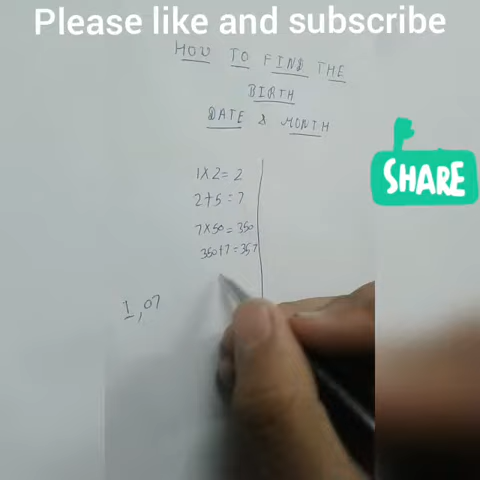 Please like and subscribe
HOW TO FIND THE
BIRTH
DATE & MONTH
SHARE
1X2=2
2+5=7
7X50=350
350+7=357
1,07